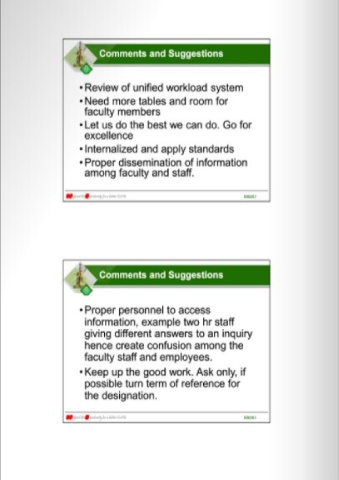 Comments and Suggestions
•Review of unified workload system
•Need more tables and room for
faculty members
•Let us do the best we can do. Go for
excellence
•Internalized and apply standards
•Proper dissemination of information
among faculty and staff.
Comments and Suggestions
•Proper personnel to access
information, example two hr staff
giving different answers to an inquiry
hence create confusion among the
faculty staff and employees.
•Keep up the good work. Ask only, if
possible turn term of reference for
the designation.